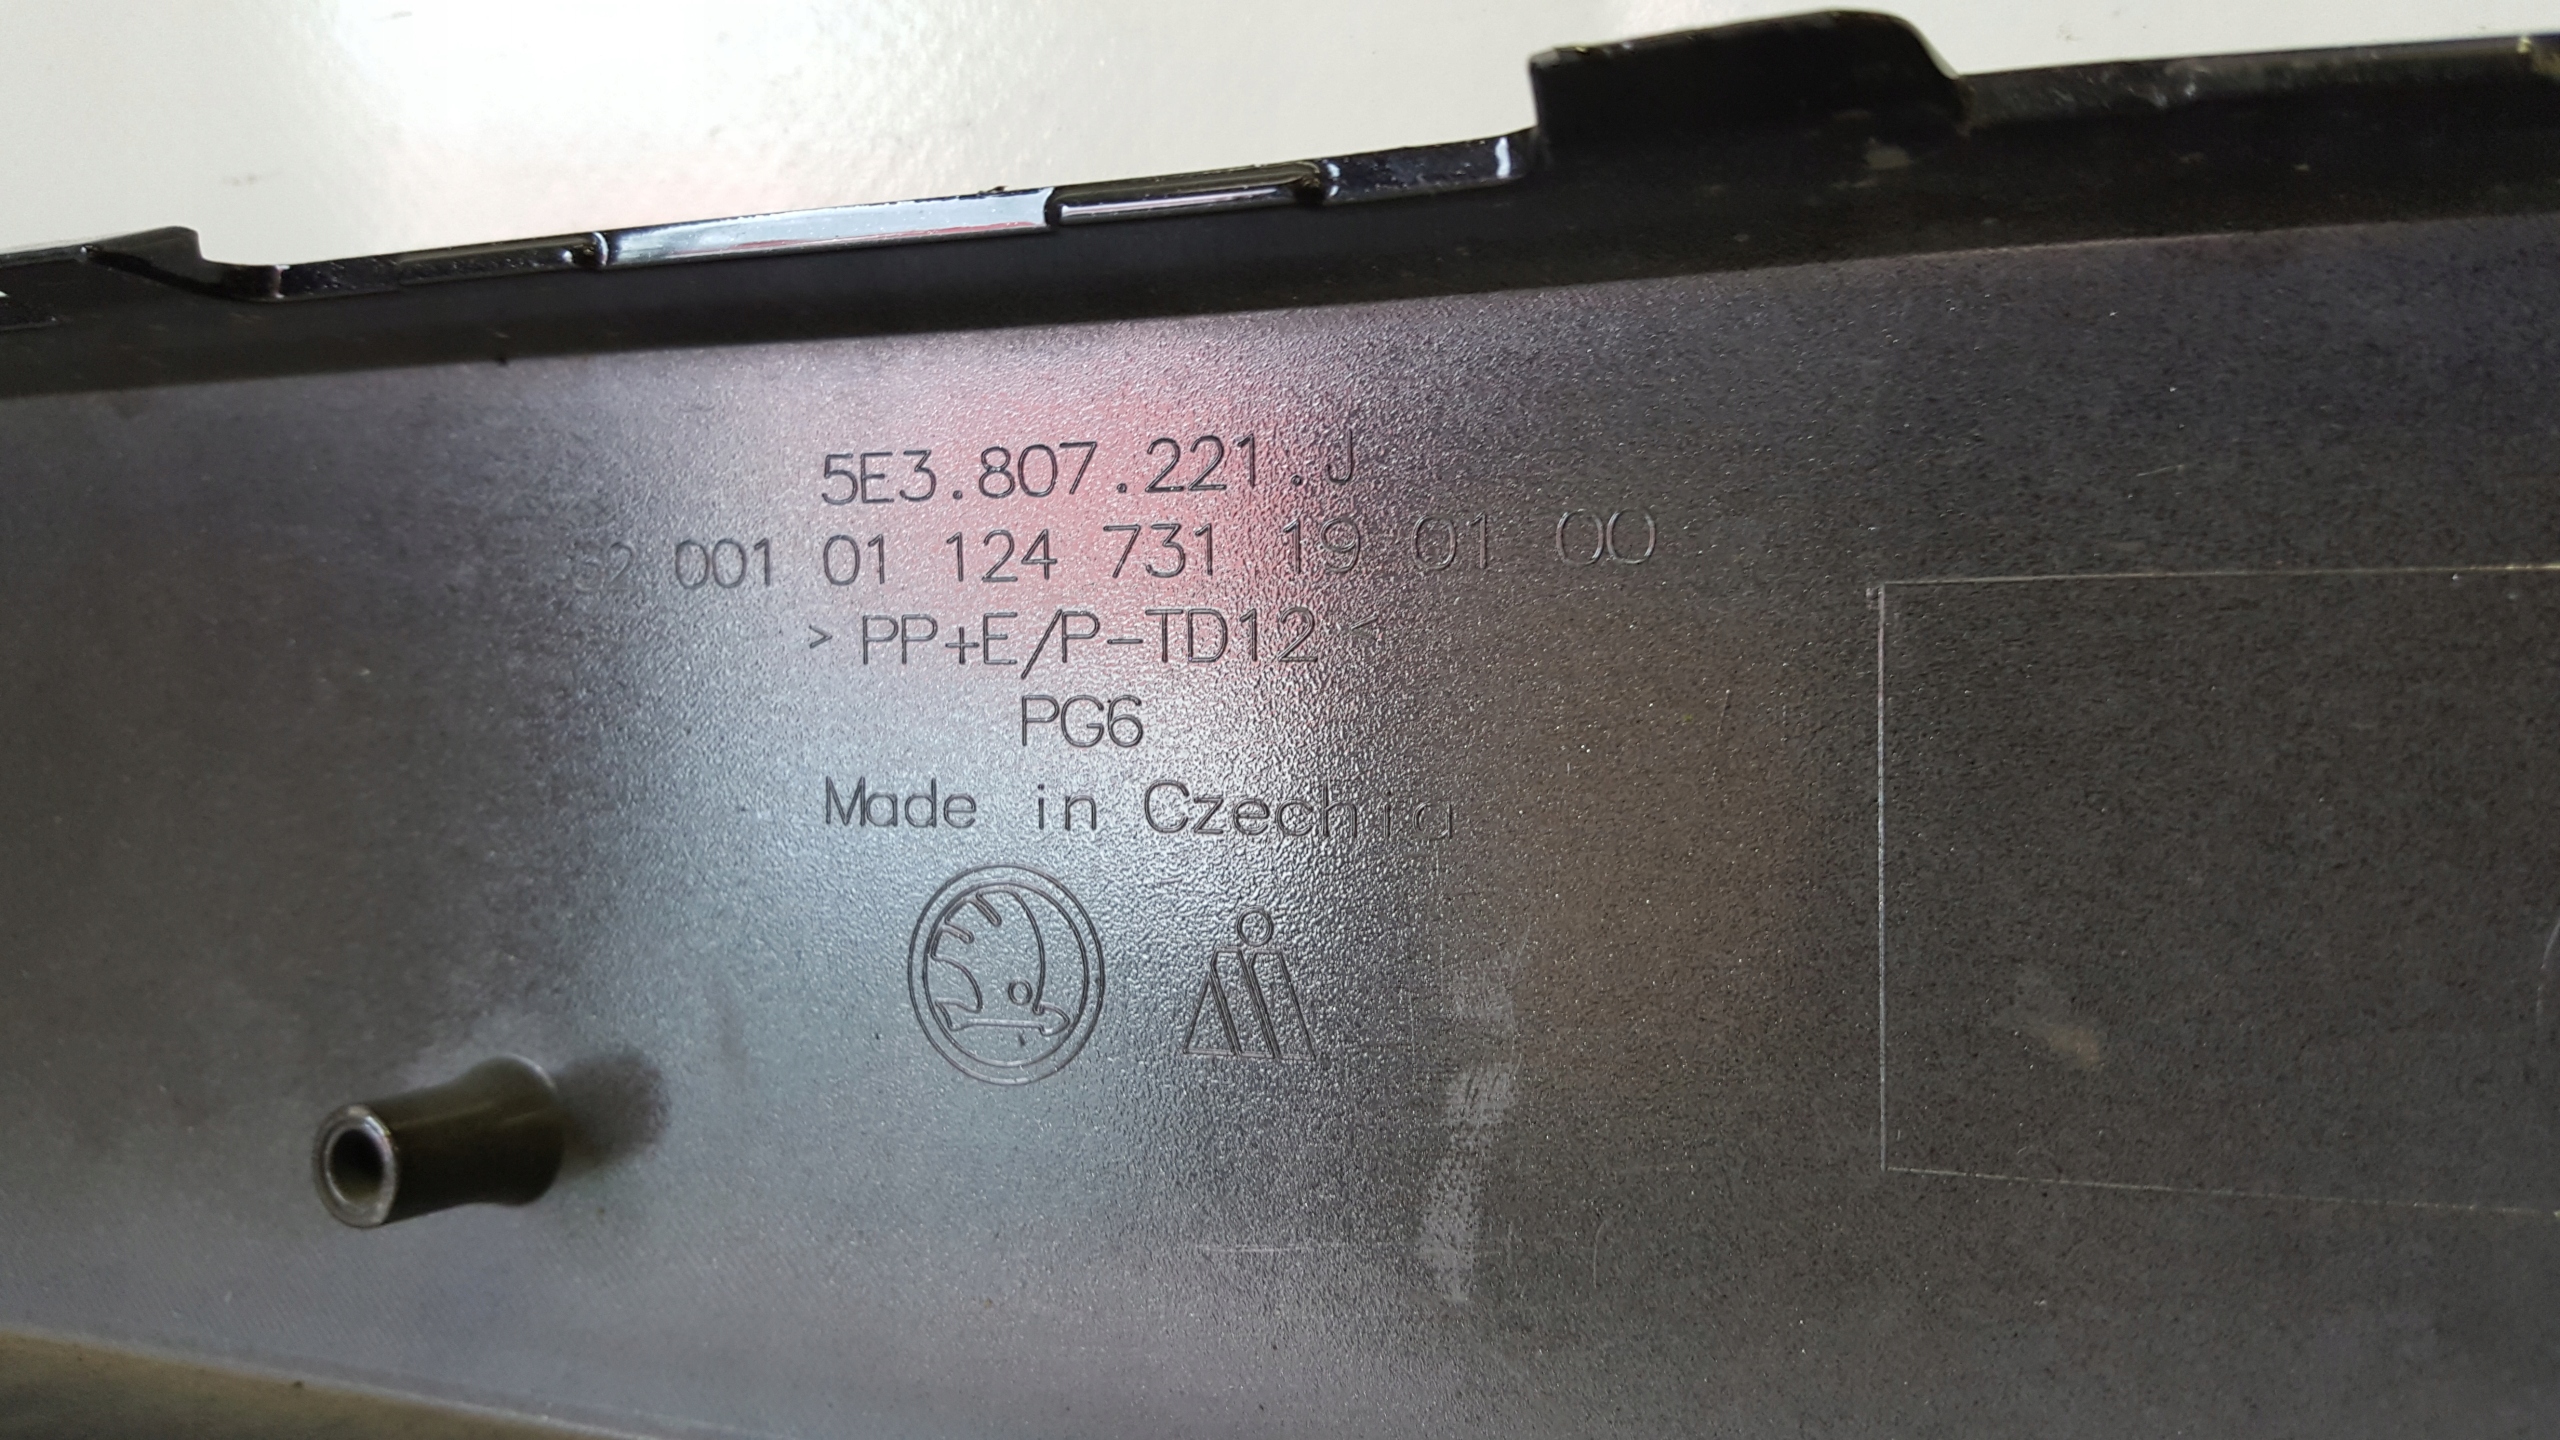 5E3.807.221.J
001 01 124 731 19 01 00
>PP+E/P-TD12<
PG6
Made in Czechia